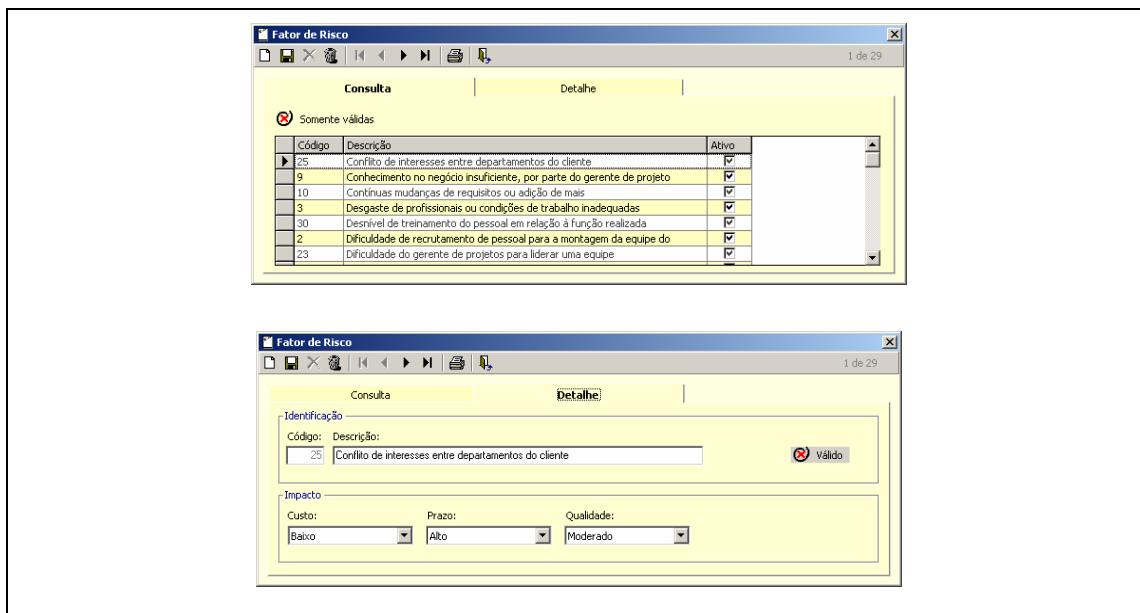 Fator de Risco
1 de 29
Consulta Detalhe
Somente válidas
Código Descrição Ativo
25 Conflito de interesses entre departamentos do cliente
9 Conhecimento no negócio insuficiente, por parte do gerente de projeto
10 Contínuas mudanças de requisitos ou adição de mais
3 Desgaste de profissionais ou condições de trabalho inadequadas
30 Desnível de treinamento do pessoal em relação à função realizada
2 Dificuldade de recrutamento de pessoal para a montagem da equipe do
23 Dificuldade do gerente de projetos para liderar uma equipe
Fator de Risco
1 de 29
Consulta Detalhe
Identificação
Código: Descrição:
25 Conflito de interesses entre departamentos do cliente Válido
Impacto
Custo: Prazo: Qualidade:
Baixo Alto Moderado